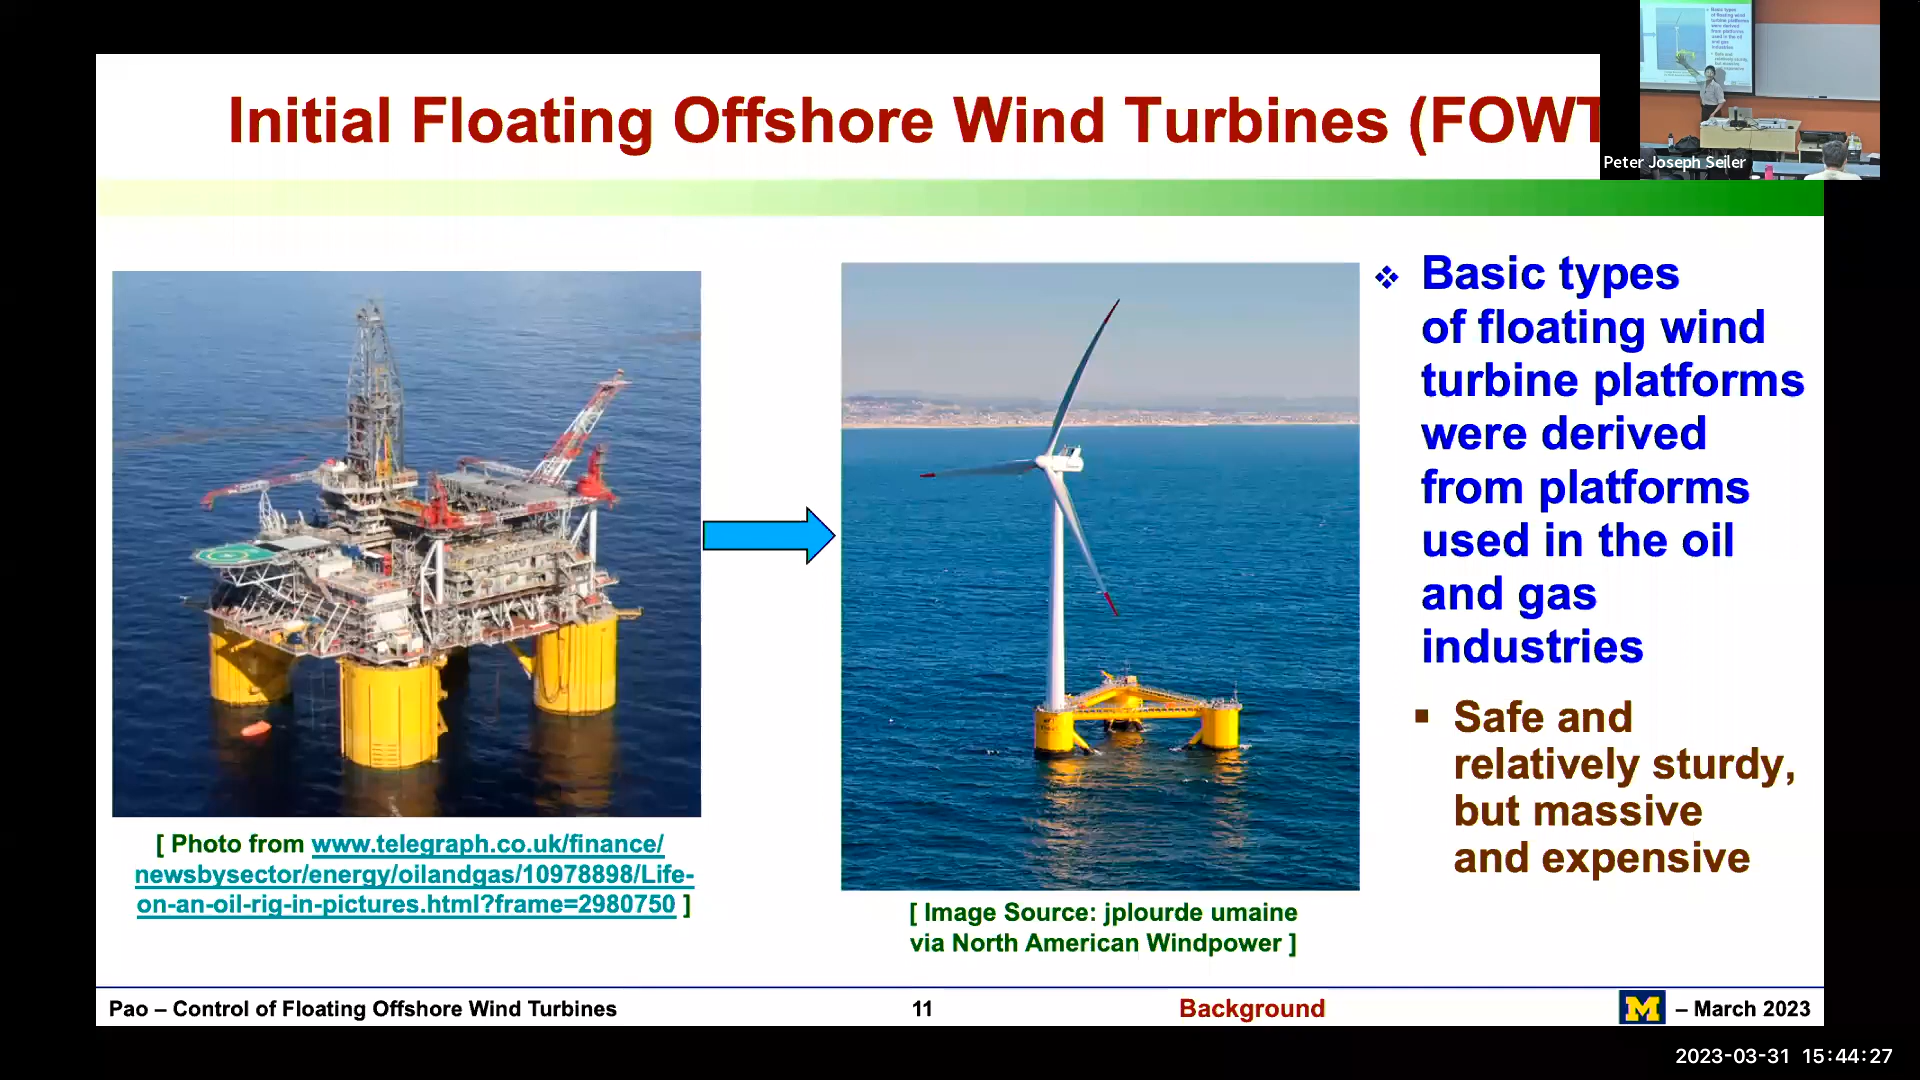 Initial Floating Offshore Wind Turbines (FOWT
Peter Joseph Seiler
❖ Basic types
of floating wind
turbine platforms
were derived
from platforms
used in the oil
and gas
industries
▪ Safe and
relatively sturdy,
but massive
and expensive
[ Photo from www.telegraph.co.uk/finance/
newsbysector/energy/oilandgas/10978898/Life-
on-an-oil-rig-in-pictures.html?frame=2980750 ]
[ Image Source: jplourde umaine
via North American Windpower ]
Pao – Control of Floating Offshore Wind Turbines
11
Background
M – March 2023
2023-03-31 15:44:27